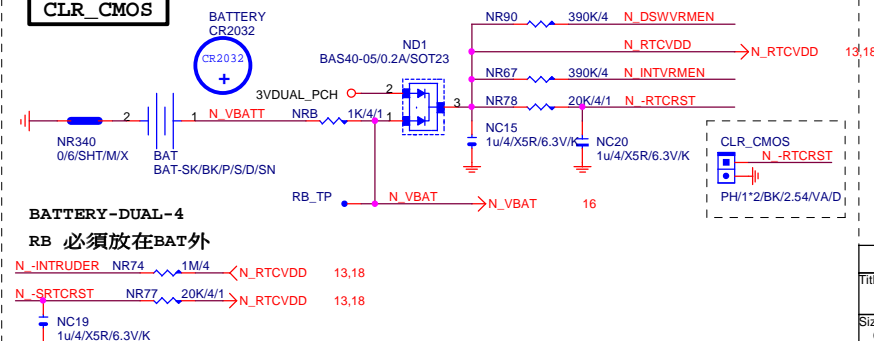 CLR_CMOS
BATTERY
CR2032
CR2032
+
ND1
BAS40-05/0.2A/SOT23
3VDUAL_PCH
2
1
3
NR90
390K/4
N_DSWVRMEN
N_RTCVDD
N_RTCVDD
13,18
NR67
390K/4
N_INTVRMEN
NR78
20K/4/1
N_-RTCRST
2
1
N_VBATT
NRB
1K/4/1
NR340
0/6/SHT/M/X
BAT
BAT-SK/BK/P/S/D/SN
NC15
1u/4/X5R/6.3V/K
NC20
1u/4/X5R/6.3V/K
CLR_CMOS
N_-RTCRST
PH/1*2/BK/2.54/VA/D
RB_TP
N_VBAT
N_VBAT
16
BATTERY-DUAL-4
RB 必須放在BAT外
N_-INTRUDER
NR74
1M/4
N_RTCVDD
13,18
N_-SRTCRST
NR77
20K/4/1
N_RTCVDD
13,18
NC19
1u/4/X5R/6.3V/K
Titl
Siz